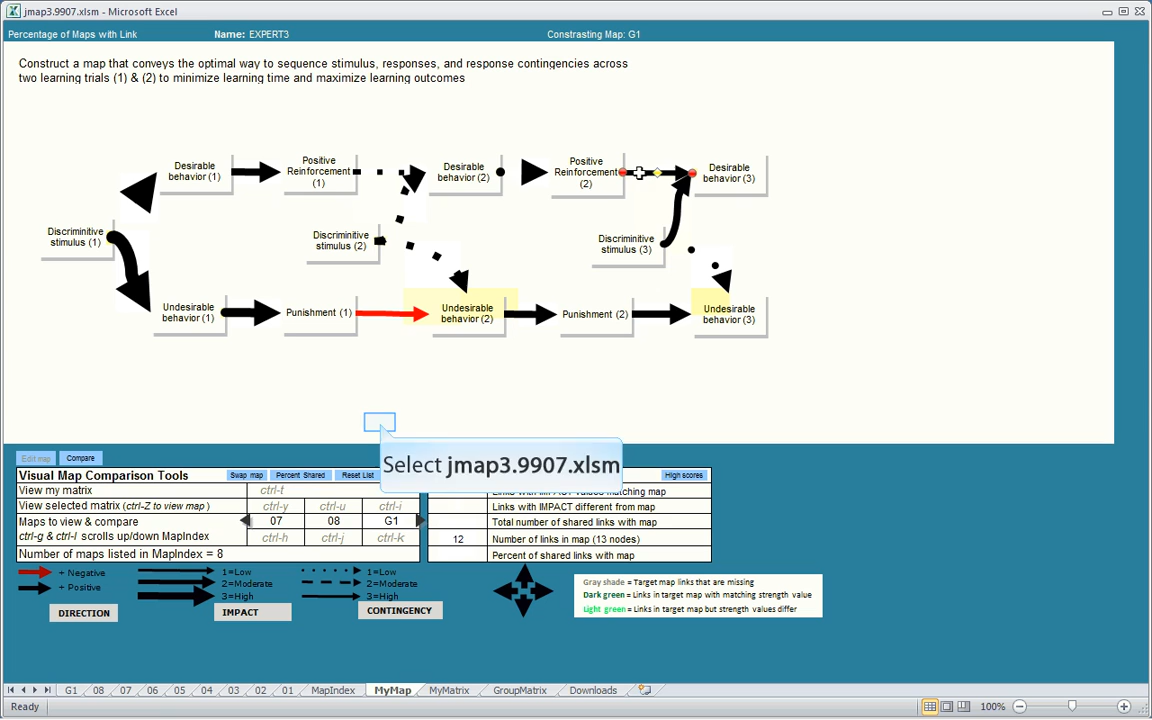 jmap3.9907.xlsm - Microsoft Excel
Percentage of Maps with Link
Name: EXPERT3
Constrasting Map: G1
Construct a map that conveys the optimal way to sequence stimulus, responses, and response contingencies across
two learning trials (1) & (2) to minimize learning time and maximize learning outcomes
Desirable
behavior (1)
Positive
Reinforcement
(1)
Desirable
behavior (2)
Positive
Reinforcement
(2)
Desirable
behavior (3)
Discriminitive
stimulus (1)
Discriminitive
stimulus (2)
Discriminitive
stimulus (3)
Undesirable
behavior (1)
Punishment (1)
Undesirable
behavior (2)
Punishment (2)
Undesirable
behavior (3)
Select jmap3.9907.xlsm
Edit map
Compare
Visual Map Comparison Tools
Swap map
Percent Shared
Reset List
High scores
View my matrix
ctrl-t
Links with IMPACT values matching map
View selected matrix (ctrl-Z to view map )
ctrl-y
ctrl-u
ctrl-i
Links with IMPACT different from map
Maps to view & compare
07
08
G1
Total number of shared links with map
ctrl-g & ctrl-l scrolls up/down MapIndex
ctrl-h
ctrl-j
ctrl-k
12
Number of links in map (13 nodes)
Number of maps listed in MapIndex = 8
Percent of shared links with map
+ Negative
+ Positive
DIRECTION
1=Low
2=Moderate
3=High
IMPACT
1=Low
2=Moderate
3=High
CONTINGENCY
Gray shade = Target map links that are missing
Dark green = Links in target map with matching strength value
Light green = Links in target map but strength values differ
G1
08
07
06
05
04
03
02
01
MapIndex
MyMap
MyMatrix
GroupMatrix
Downloads
Ready
100%